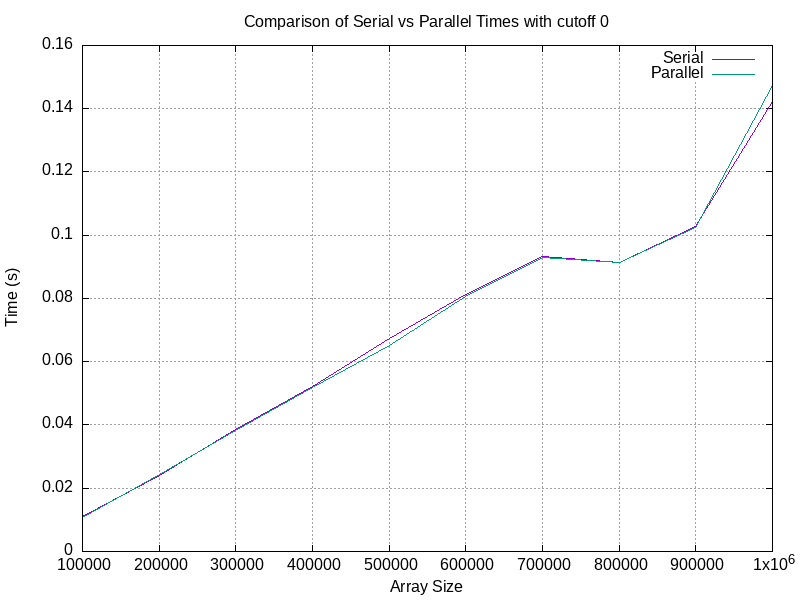 Comparison of Serial vs Parallel Times with cutoff 0
0.16
Serial
Parallel
0.14
0.12
0.1
Time (s)
0.08
0.06
0.04
0.02
0
100000 200000 300000 400000 500000 600000 700000 800000 900000 1x10⁶
Array Size